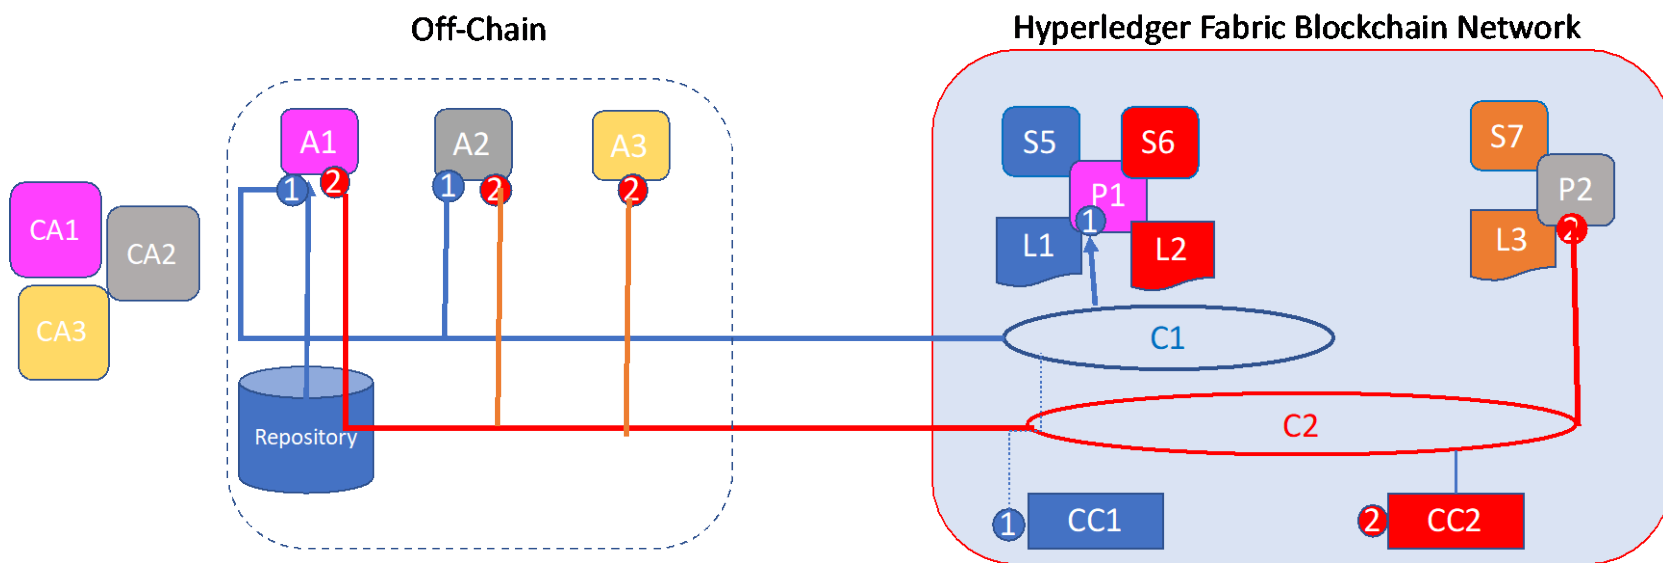 Off-Chain
Hyperledger Fabric Blockchain Network
A1
A2
A3
1
2
1
2
2
CA1
CA2
CA3
Repository
S5
S6
P1
1
L1
L2
S7
P2
2
L3
C1
C2
1
CC1
2
CC2